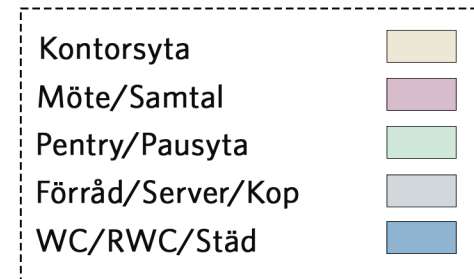 Kontorsyta
Möte/Samtal
Pentry/Pausyta
Förråd/Server/Kop
WC/RWC/Städ